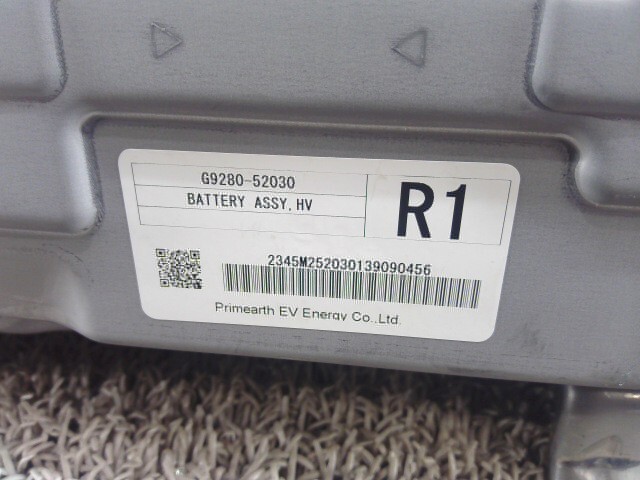 G9280-52030
BATTERY ASSY,HV
R1
2345M252030139090456
Primearth EV Energy Co.,Ltd.